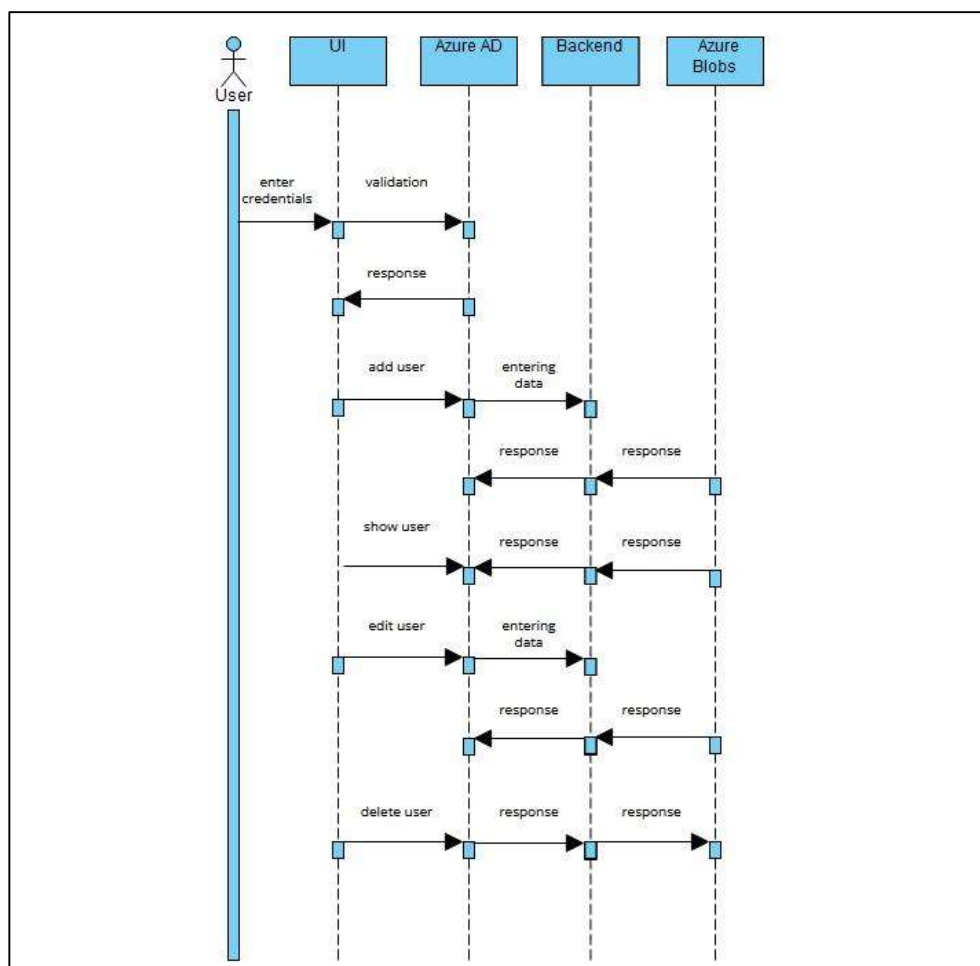 UI
Azure AD
Backend
Azure
Blobs
User
enter
credentials
validation
response
add user
entering
data
response
response
show user
response
response
edit user
entering
data
response
response
delete user
response
response